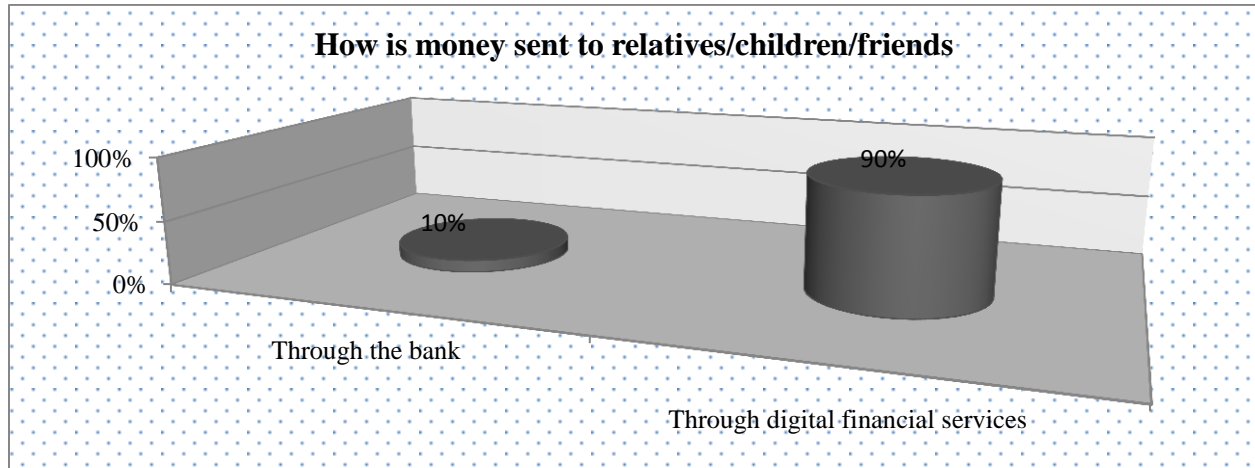 How is money sent to relatives/children/friends
100%
50%
0%
10%
90%
Through the bank
Through digital financial services